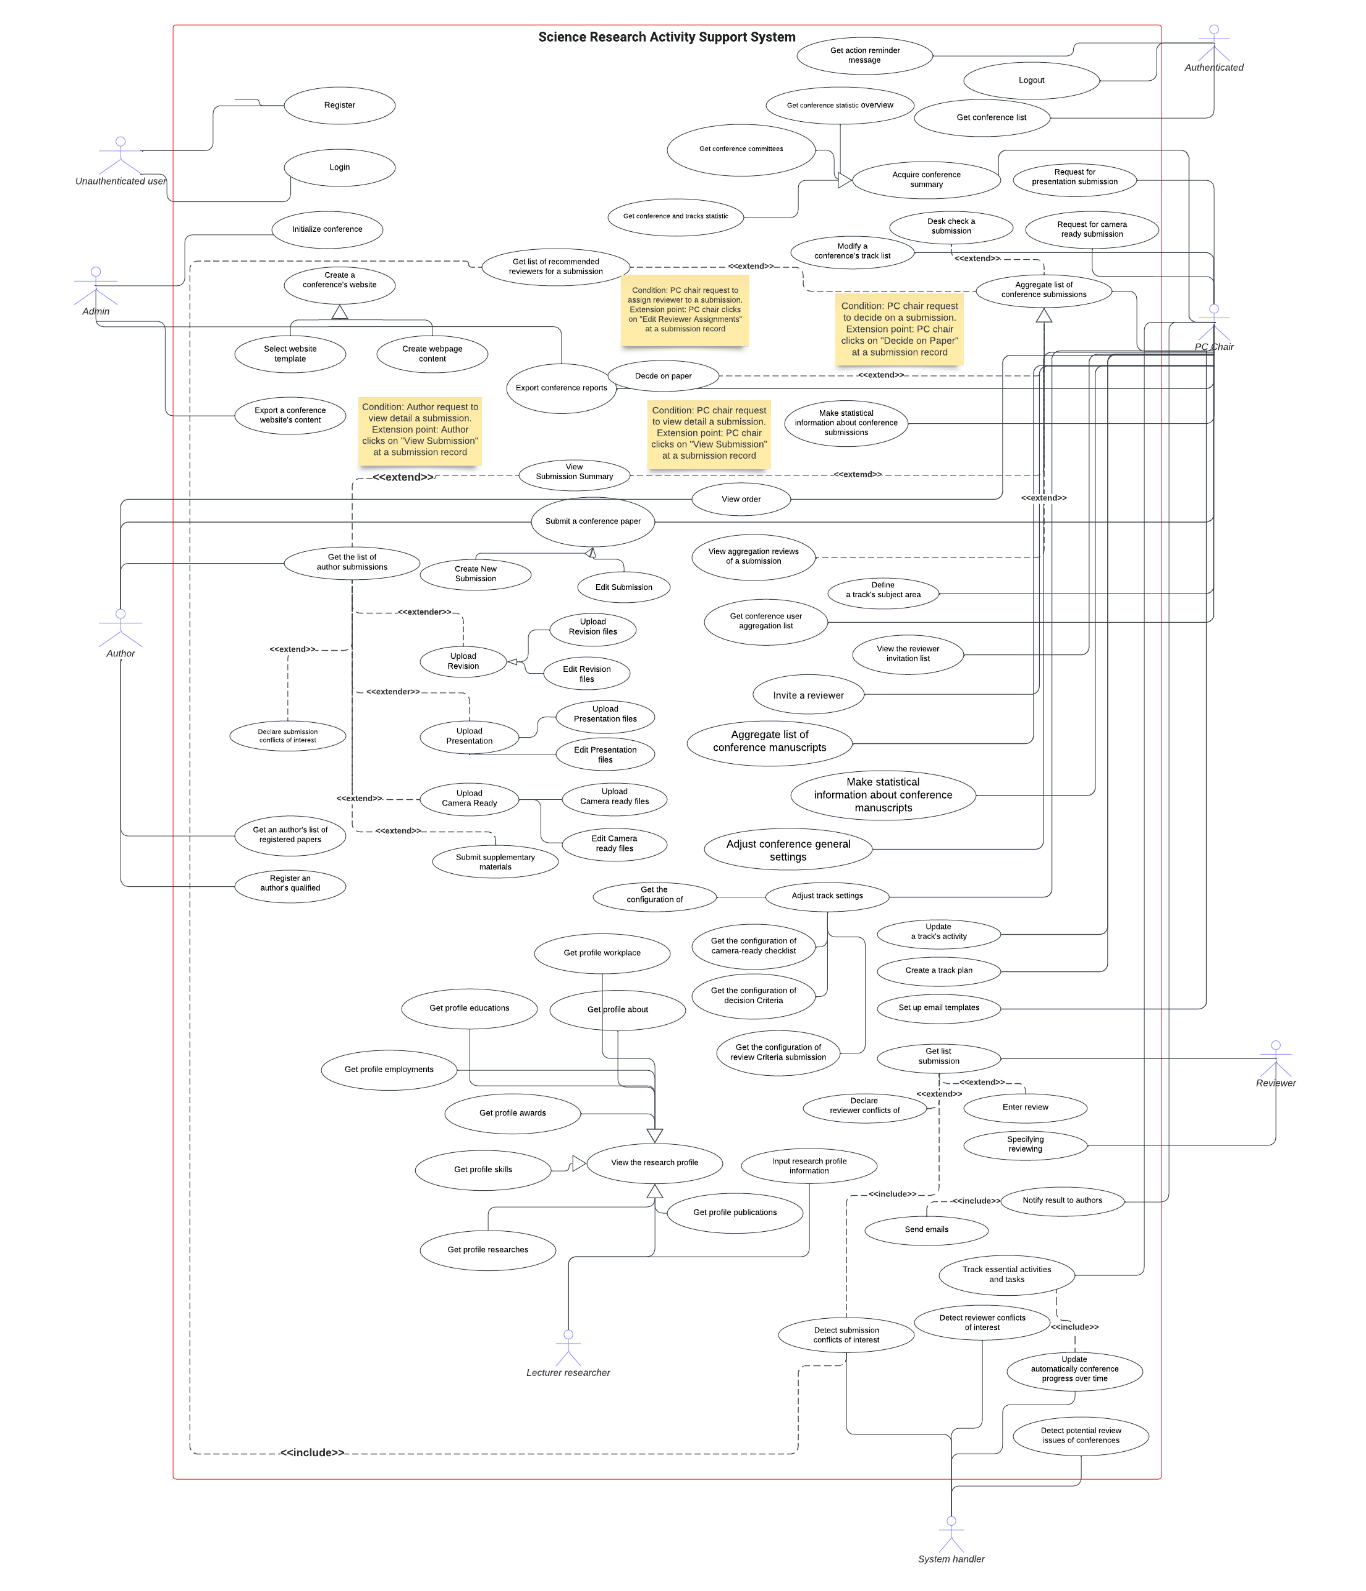 Science Research Activity Support System
Get action reminder
message
Authenticated
Logout
Register
Get conference statistic overview
Get conference list
Get conference committees
Login
Unauthenticated user
Acquire conference
summary
Request for
presentation submission
Get conference and tracks statistic
Desk check a
submission
Request for camera
ready submission
Initialize conference
Modify a
conference's track list
<<extend>>
Get list of recommended
reviewers for a submission
<<extend>>
Create a
conference's website
Aggregate list of
conference submissions
Admin
Condition: PC chair request to
assign reviewer to a submission.
Extension point: PC chair clicks
on "Edit Reviewer Assignments"
at a submission record
Condition: PC chair request
to decide on a submission.
Extension point: PC chair
clicks on "Decide on Paper"
at a submission record
PC Chair
Select website
template
Create webpage
content
Export conference reports
Decde on paper
<<extend>>
Export a conference
website's content
Condition: Author request to
view detail a submission.
Extension point: Author
clicks on "View Submission"
at a submission record
Condition: PC chair request
to view detail a submission.
Extension point: PC chair
clicks on "View Submission"
at a submission record
Make statistical
information about conference
submissions
View
Submission Summary
<<extend>>
<<extemd>>
View order
<<extend>>
Submit a conference paper
Get the list of
author submissions
View aggregation reviews
of a submission
Create New
Submission
Edit Submission
Define
a track's subject area
<<extender>>
Upload
Revision files
Get conference user
aggregation list
Author
<<extend>>
Upload
Revision
Edit Revision
files
View the reviewer
invitation list
<<extender>>
Invite a reviewer
Upload
Presentation files
Declare submission
conflicts of interest
Upload
Presentation
Edit Presentation
files
Aggregate list of
conference manuscripts
<<extend>>
Upload
Camera Ready
Upload
Camera ready files
Make statistical
information about conference
manuscripts
Get an author's list of
registered papers
<<extend>>
Edit Camera
ready files
Submit supplementary
materials
Adjust conference general
settings
Register an
author's qualified
Get the
configuration of
Adjust track settings
Get the configuration of
camera-ready checklist
Update
a track's activity
Get profile workplace
Create a track plan
Get the configuration of
decision Criteria
Get profile educations
Get profile about
Set up email templates
Get the configuration of
review Criteria submission
Get list
submission
Get profile employments
Reviewer
<<extend>>
<<extend>>
Declare
reviewer conflicts of
Enter review
Get profile awards
Specifying
reviewing
View the research profile
Get profile skills
Input research profile
information
<<include>>
<<include>>
Notify result to authors
Get profile publications
Send emails
Get profile researches
Track essential activities
and tasks
Detect submission
conflicts of interest
Detect reviewer conflicts
of interest
<<include>>
Lecturer researcher
Update
automatically conference
progress over time
Detect potential review
issues of conferences
<<include>>
System handler